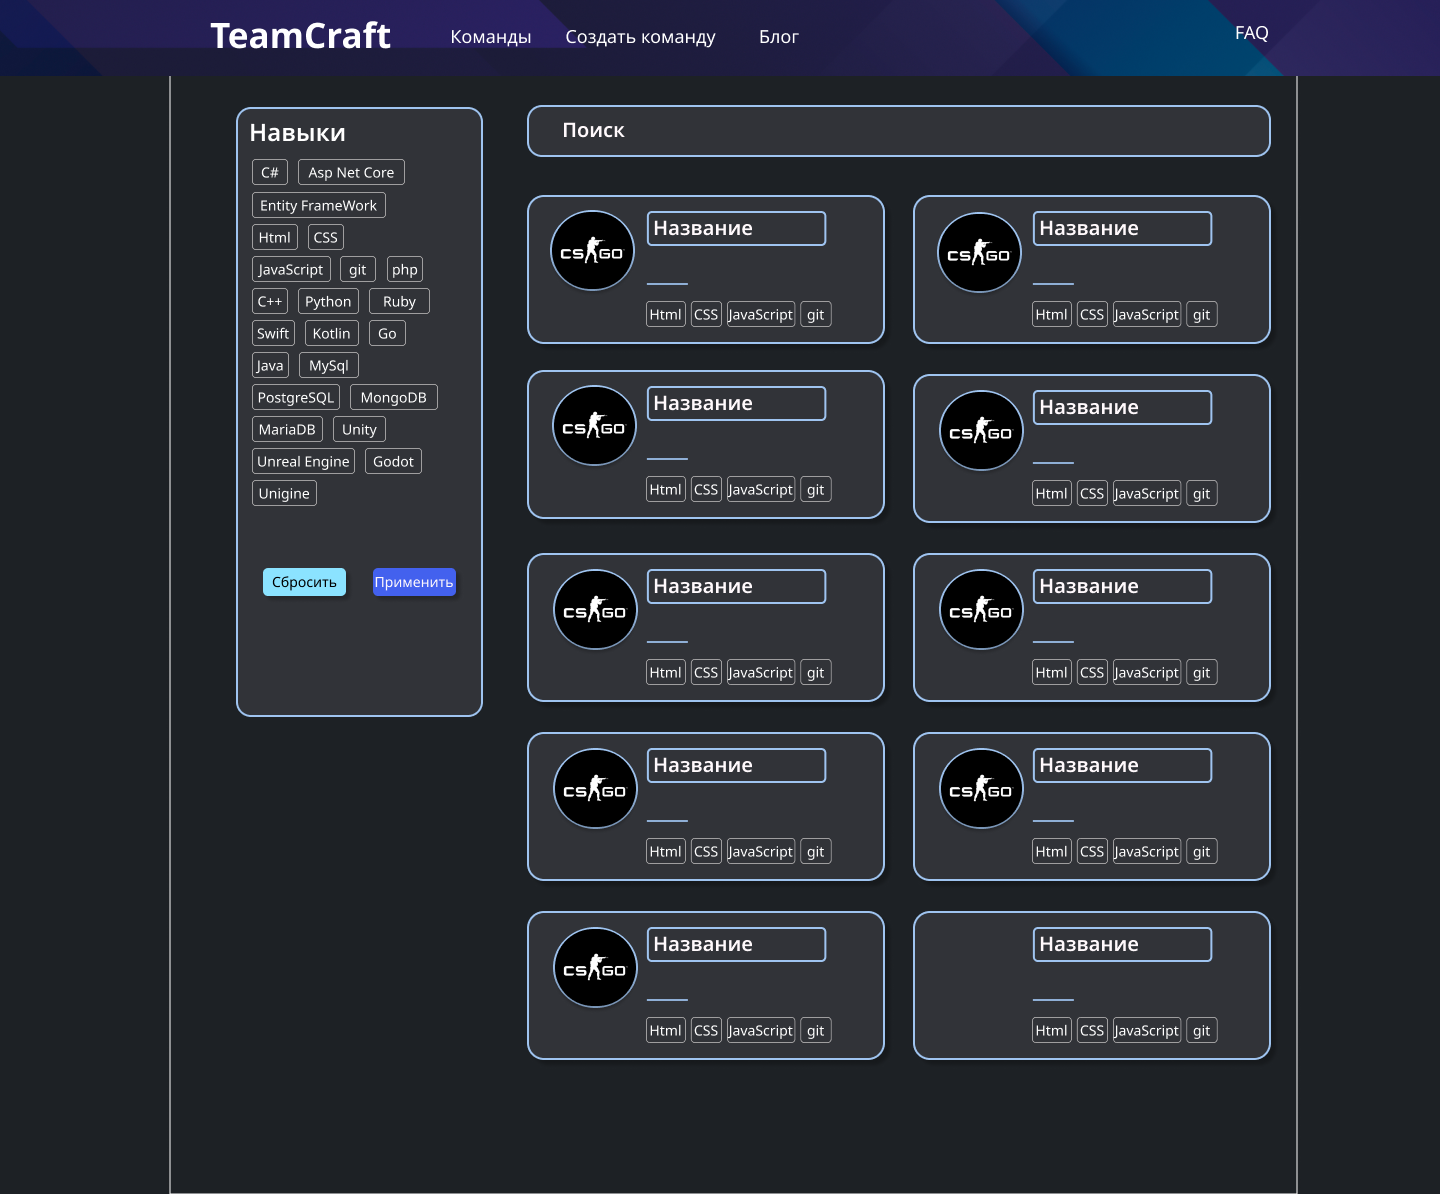 TeamCraft Команды Создать команду Блог FAQ
Навыки
C# Asp Net Core
Entity FrameWork
Html CSS
JavaScript git php
C++ Python Ruby
Swift Kotlin Go
Java MySql
PostgreSQL MongoDB
MariaDB Unity
Unreal Engine Godot
Unigine
Сбросить Применить
Поиск
CS GO Название
Html CSS JavaScript git
CS GO Название
Html CSS JavaScript git
CS GO Название
Html CSS JavaScript git
CS GO Название
Html CSS JavaScript git
CS GO Название
Html CSS JavaScript git
CS GO Название
Html CSS JavaScript git
CS GO Название
Html CSS JavaScript git
CS GO Название
Html CSS JavaScript git
CS GO Название
Html CSS JavaScript git
Название
Html CSS JavaScript git